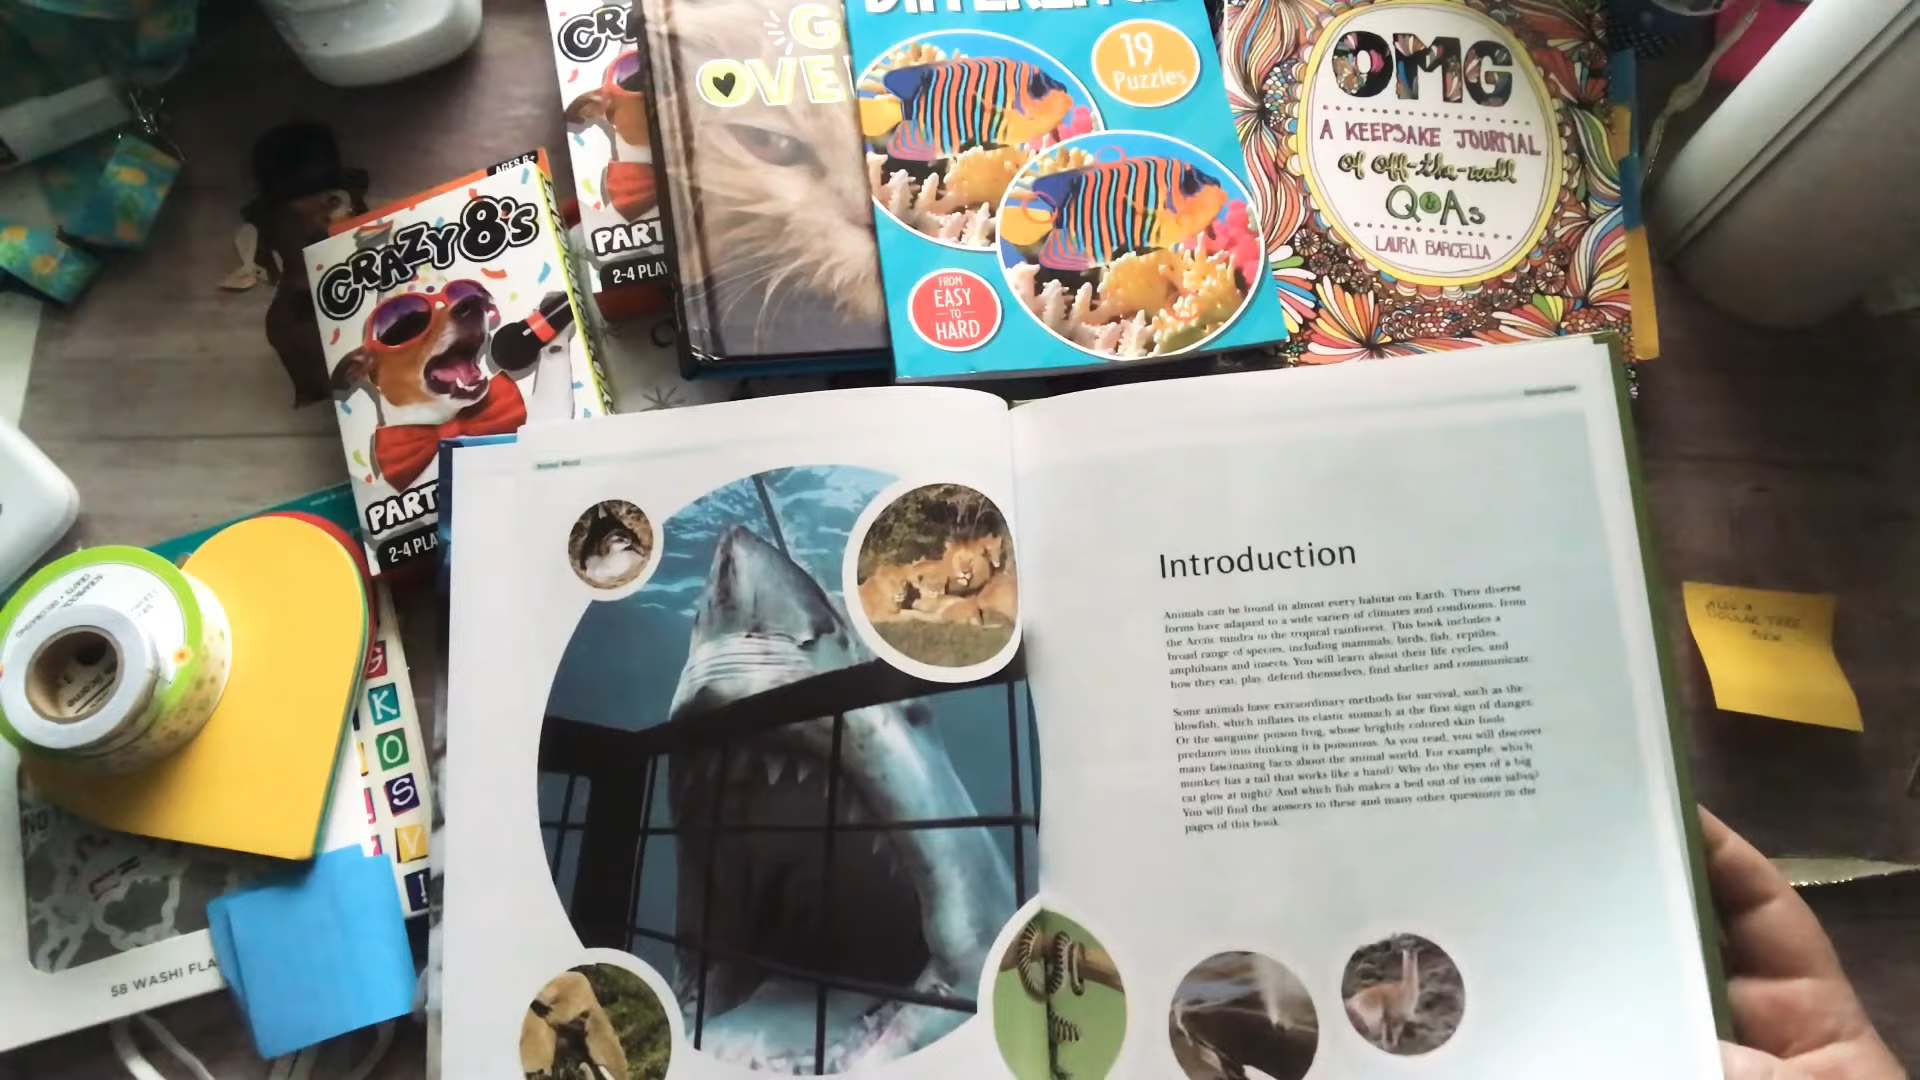 DIFFERENCE
19
Puzzles
FROM
EASY
TO
HARD
OMG
A KEEPSAKE JOURNAL
of off-the-wall
Q&As
LAURA BARCELLA
G
OVE
AGES 6+
CRAZY 8's
PART
2-4 PLA
CR
PART
2-4 PLAY
Animal World
Introduction
Introduction
Animals can be found in almost every habitat on Earth. Their diverse
forms have adapted to a wide variety of climates and conditions, from
the Arctic tundra to the tropical rainforest. This book includes a
broad range of species, including mammals, birds, fish, reptiles,
amphibians and insects. You will learn about their life cycles, and
how they eat, play, defend themselves, find shelter and communicate.
Some animals have extraordinary methods for survival, such as the
blowfish, which inflates its elastic stomach at the first sign of danger.
Or the sanguine poison frog, whose brightly colored skin fools
predators into thinking it is poisonous. As you read, you will discover
many fascinating facts about the animal world. For example, which
monkey has a tail that works like a hand? Why do the eyes of a big
cat glow at night? And which fish makes a bed out of its own saliva?
You will find the answers to these and many other questions in the
pages of this book.
ALSO A
DOLLAR TREE
G
K
O
S
V
58 WASHI FLA